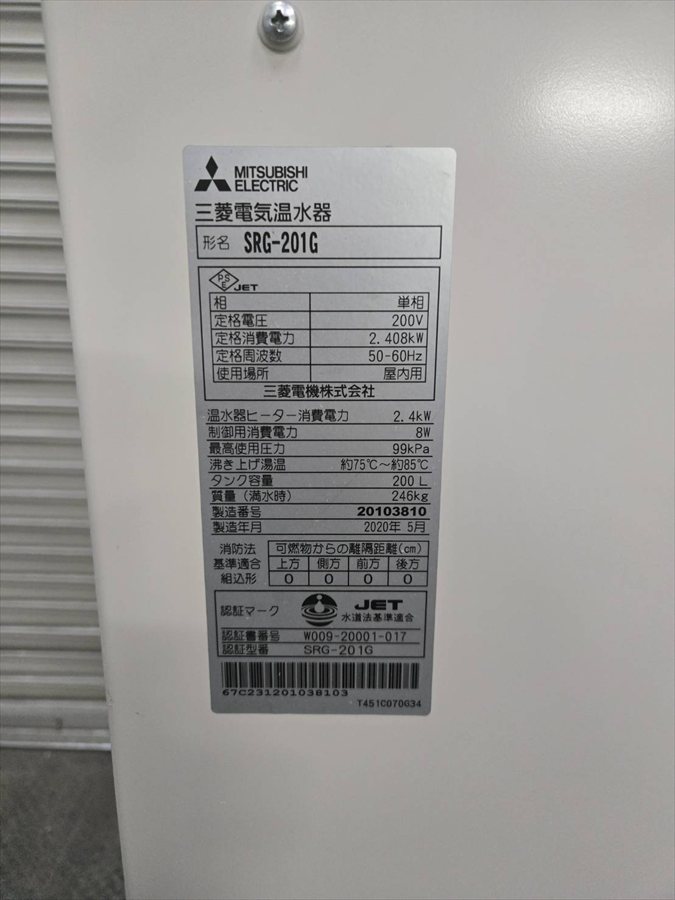 MITSUBISHI
ELECTRIC
三菱電気温水器
形名 SRG-201G
PSE JET
相 単相
定格電圧 200V
定格消費電力 2.408kW
定格周波数 50-60Hz
使用場所 屋内用
三菱電機株式会社
温水器ヒーター消費電力 2.4kW
制御用消費電力 8W
最高使用圧力 99kPa
沸き上げ湯温 約75℃～約85℃
タンク容量 200L
質量（満水時） 246kg
製造番号 20103810
製造年月 2020年 5月
消防法 可燃物からの離隔距離(cm)
基準適合 上方 側方 前方 後方
組込形 0 0 0 0
認証マーク JET
水道法基準適合
認証書番号 W009-20001-017
認証型番 SRG-201G
67C231201038103
T451C070G34